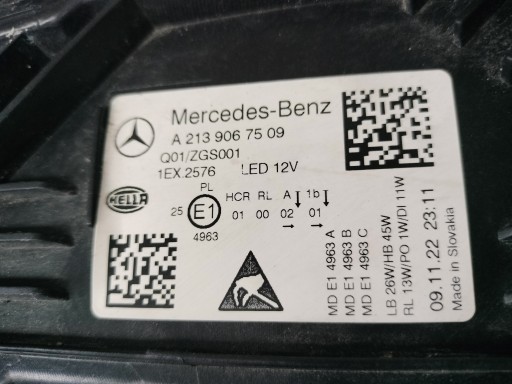 Mercedes-Benz
A 213 906 75 09
Q01/ZGS001
1EX.2576 LED 12V
HELLA
PL
25 E1 HCR RL A 1b
01 00 02 01
4963
MD E1 4963 A
MD E1 4963 B
MD E1 4963 C
LB 26W/HB 45W
RL 13W/PO 1W/DI 11W
09.11.22 23:11
Made in Slovakia